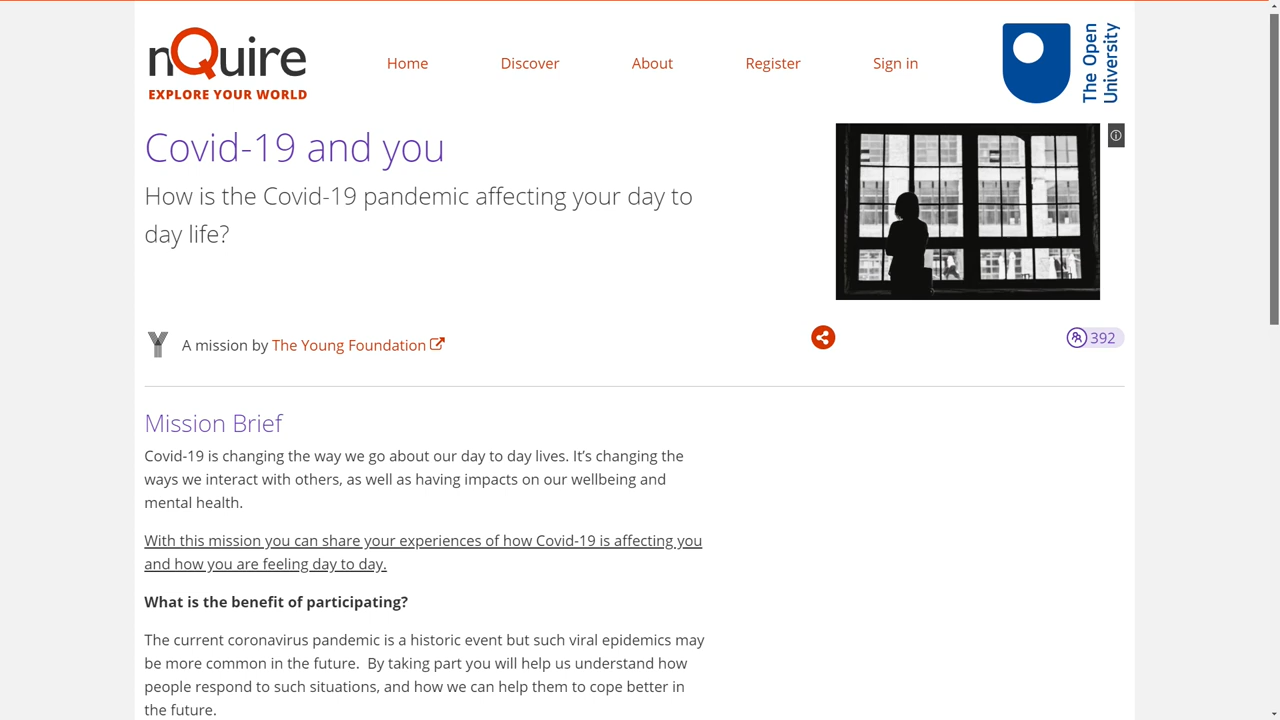 nQuire
EXPLORE YOUR WORLD
Home
Discover
About
Register
Sign in
The Open
University
Covid-19 and you
How is the Covid-19 pandemic affecting your day to
day life?
A mission by The Young Foundation
392
Mission Brief
Covid-19 is changing the way we go about our day to day lives. It’s changing the
ways we interact with others, as well as having impacts on our wellbeing and
mental health.
With this mission you can share your experiences of how Covid-19 is affecting you
and how you are feeling day to day.
What is the benefit of participating?
The current coronavirus pandemic is a historic event but such viral epidemics may
be more common in the future.  By taking part you will help us understand how
people respond to such situations, and how we can help them to cope better in
the future.